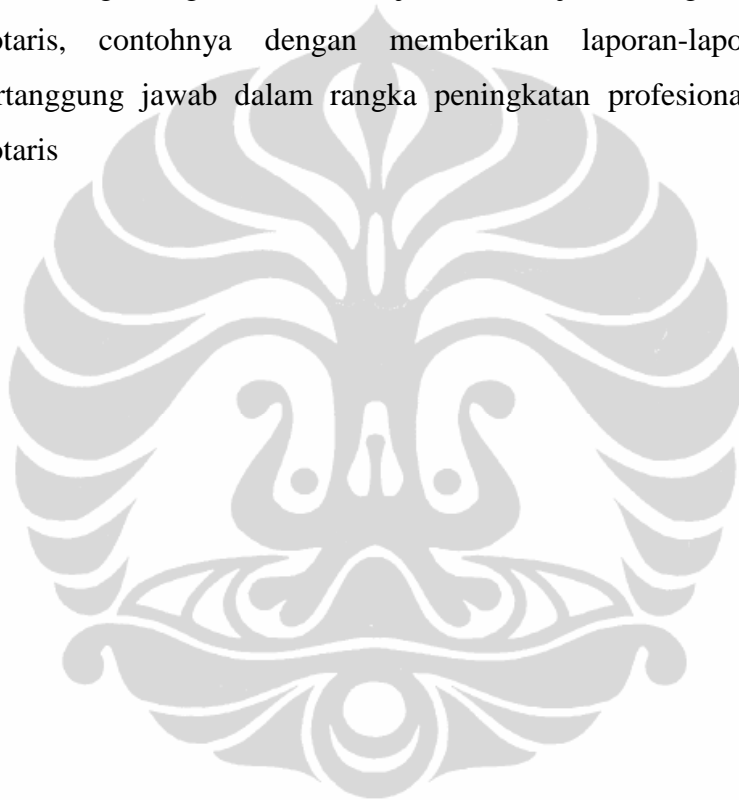 otaris, contohnya dengan memberikan laporan-lapo
rtanggung jawab dalam rangka peningkatan profesiona
otaris